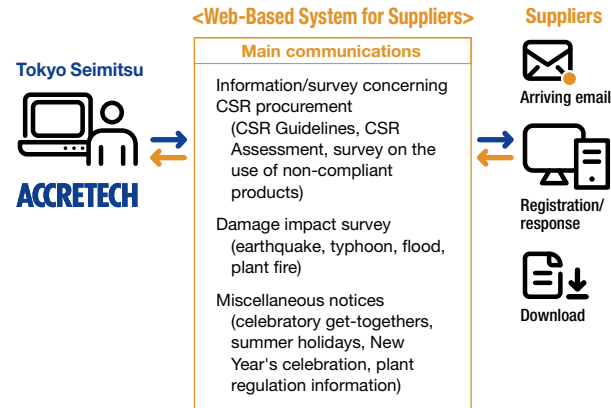 <Web-Based System for Suppliers>
Suppliers
Main communications
Tokyo Seimitsu
ACCRETECH
Information/survey concerning
CSR procurement
(CSR Guidelines, CSR
Assessment, survey on the
use of non-compliant
products)
Damage impact survey
(earthquake, typhoon, flood,
plant fire)
Miscellaneous notices
(celebratory get-togethers,
summer holidays, New
Year's celebration, plant
regulation information)
Arriving email
Registration/
response
Download